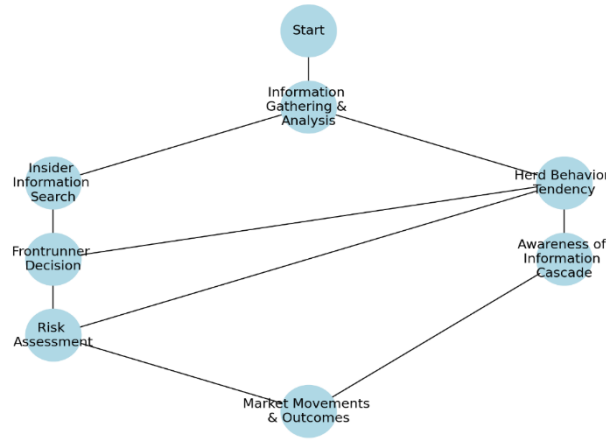 Start
Information
Gathering &
Analysis
Insider
Information
Search
Herd Behavior
Tendency
Frontrunner
Decision
Awareness of
Information
Cascade
Risk
Assessment
Market Movements
& Outcomes